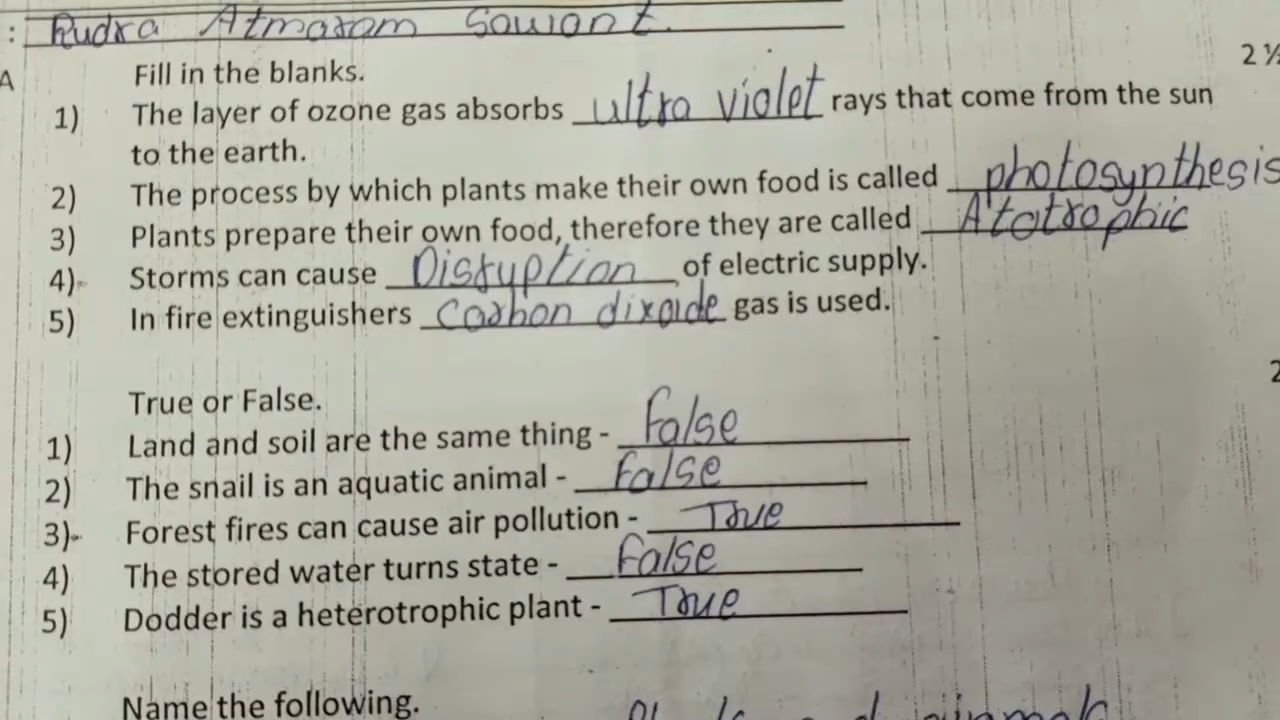 : Rudra Atmaram Sawant.
A Fill in the blanks. 2 ½
1) The layer of ozone gas absorbs ultra violet rays that come from the sun
to the earth.
2) The process by which plants make their own food is called photosynthesis
3) Plants prepare their own food, therefore they are called Atotrophic
4) Storms can cause Disruption of electric supply.
5) In fire extinguishers Carbon dixoide gas is used.
True or False. 2
1) Land and soil are the same thing - False
2) The snail is an aquatic animal - False
3) Forest fires can cause air pollution - True
4) The stored water turns state - False
5) Dodder is a heterotrophic plant - True
Name the following.
and animals